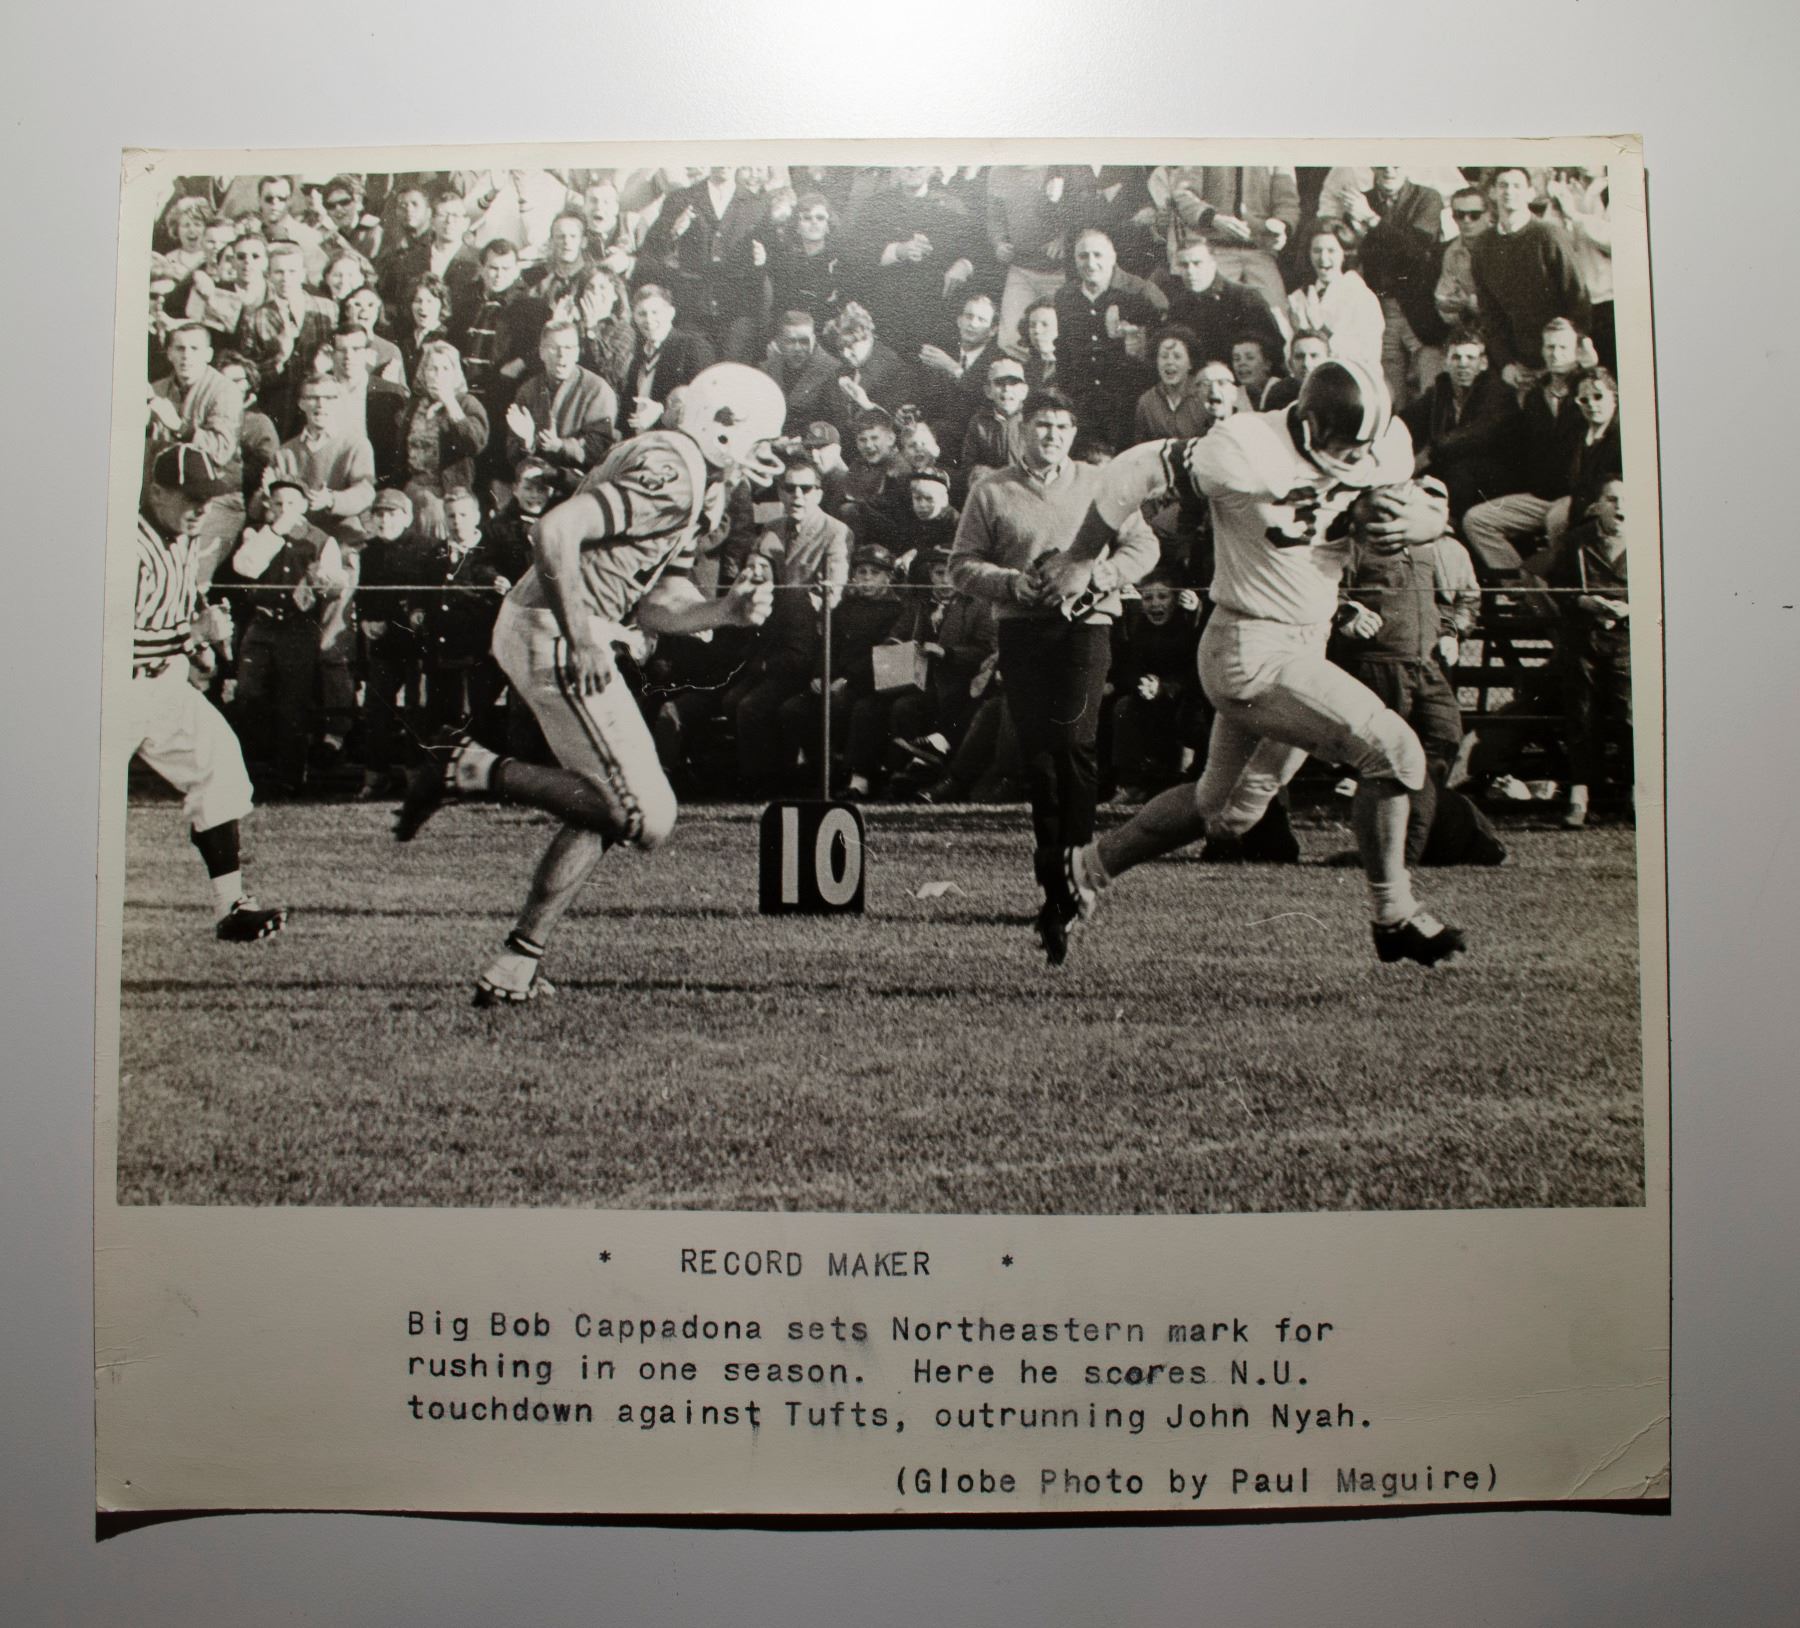 10
* RECORD MAKER *
Big Bob Cappadona sets Northeastern mark for
rushing in one season. Here he scores N.U.
touchdown against Tufts, outrunning John Nyah.
(Globe Photo by Paul Maguire)